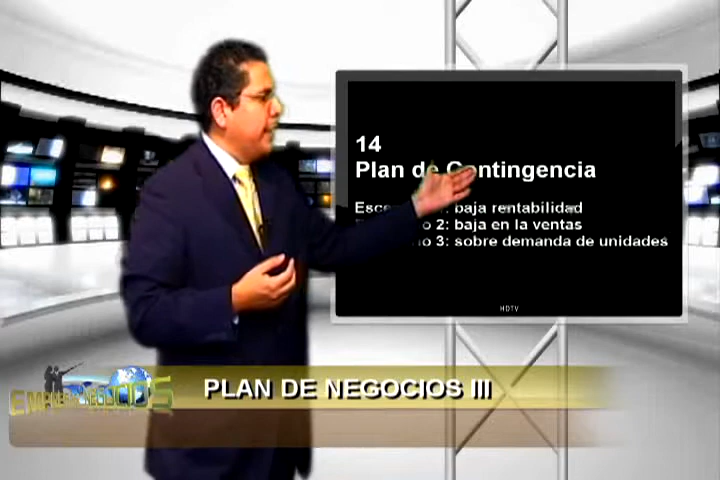 14
Plan de Contingencia
baja rentabilidad
2: baja en la ventas
3: sobre demanda de unidades
HDTV
PLAN DE NEGOCIOS III